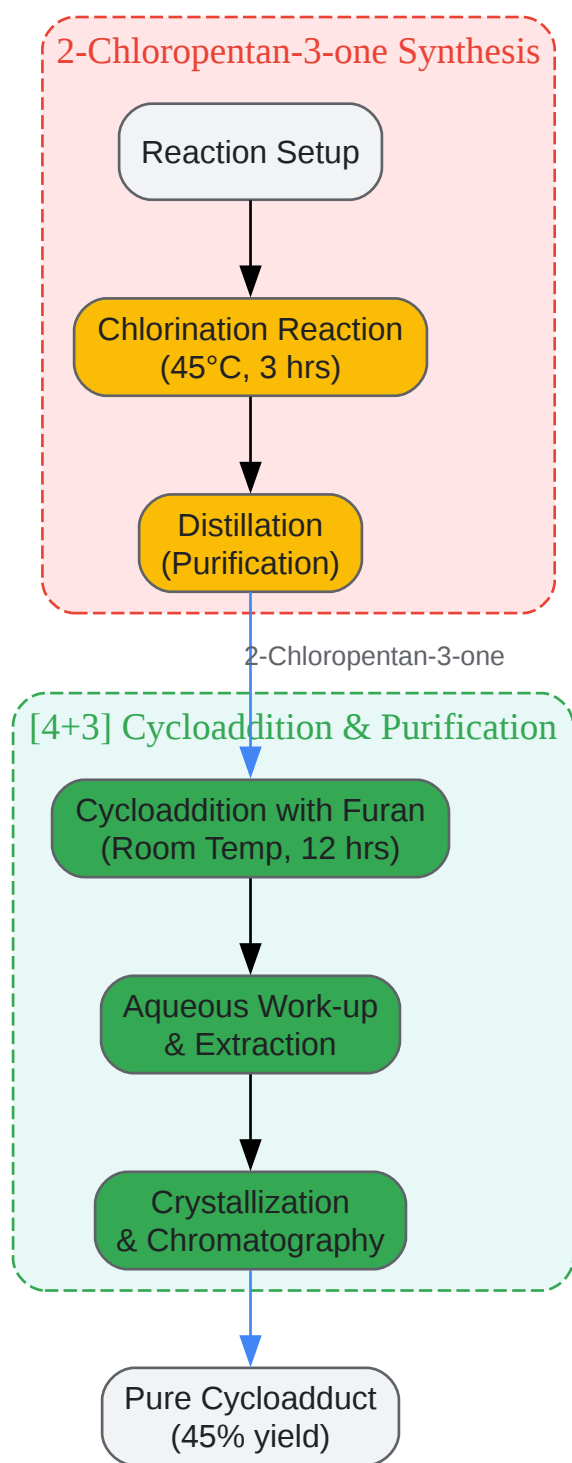 2-Chloropentan-3-one Synthesis
Reaction Setup
Chlorination Reaction
(45°C, 3 hrs)
Distillation
(Purification)
2-Chloropentan-3-one
[4+3] Cycloaddition & Purification
Cycloaddition with Furan
(Room Temp, 12 hrs)
Aqueous Work-up
& Extraction
Crystallization
& Chromatography
Pure Cycloadduct
(45% yield)